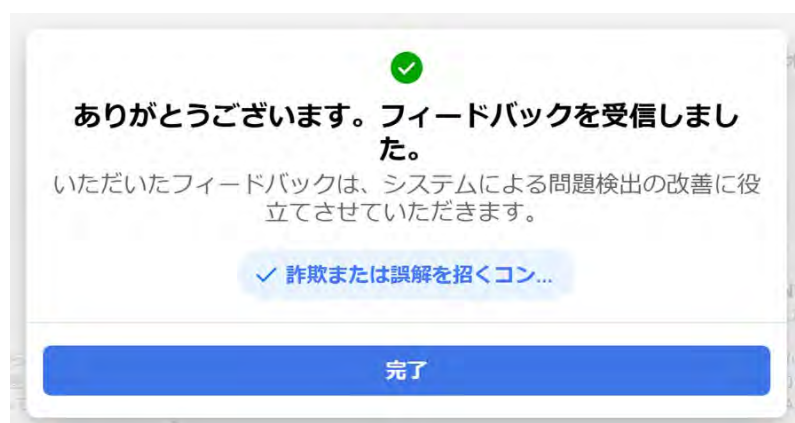 ありがとうございます。フィードバックを受信しまし
た。
いただいたフィードバックは、システムによる問題検出の改善に役
立てさせていただきます。
詐欺または誤解を招くコン...
完了